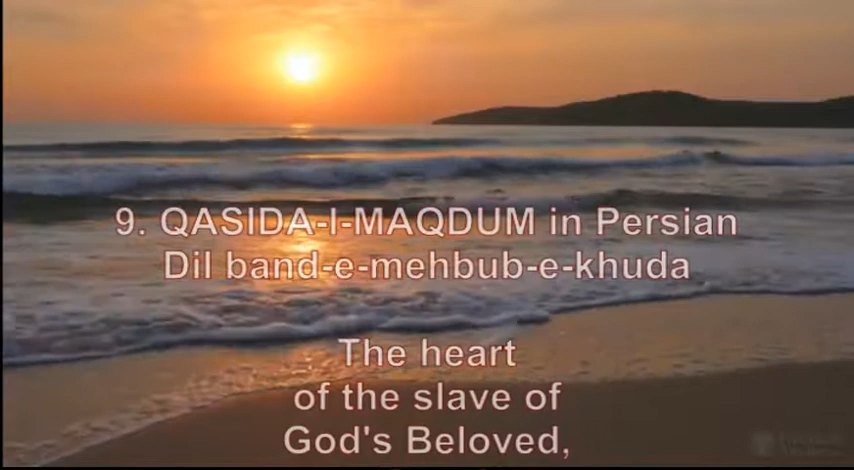 9. QASIDA-I-MAQDUM in Persian
Dil band-e-mehbub-e-khuda
The heart
of the slave of
God's Beloved,